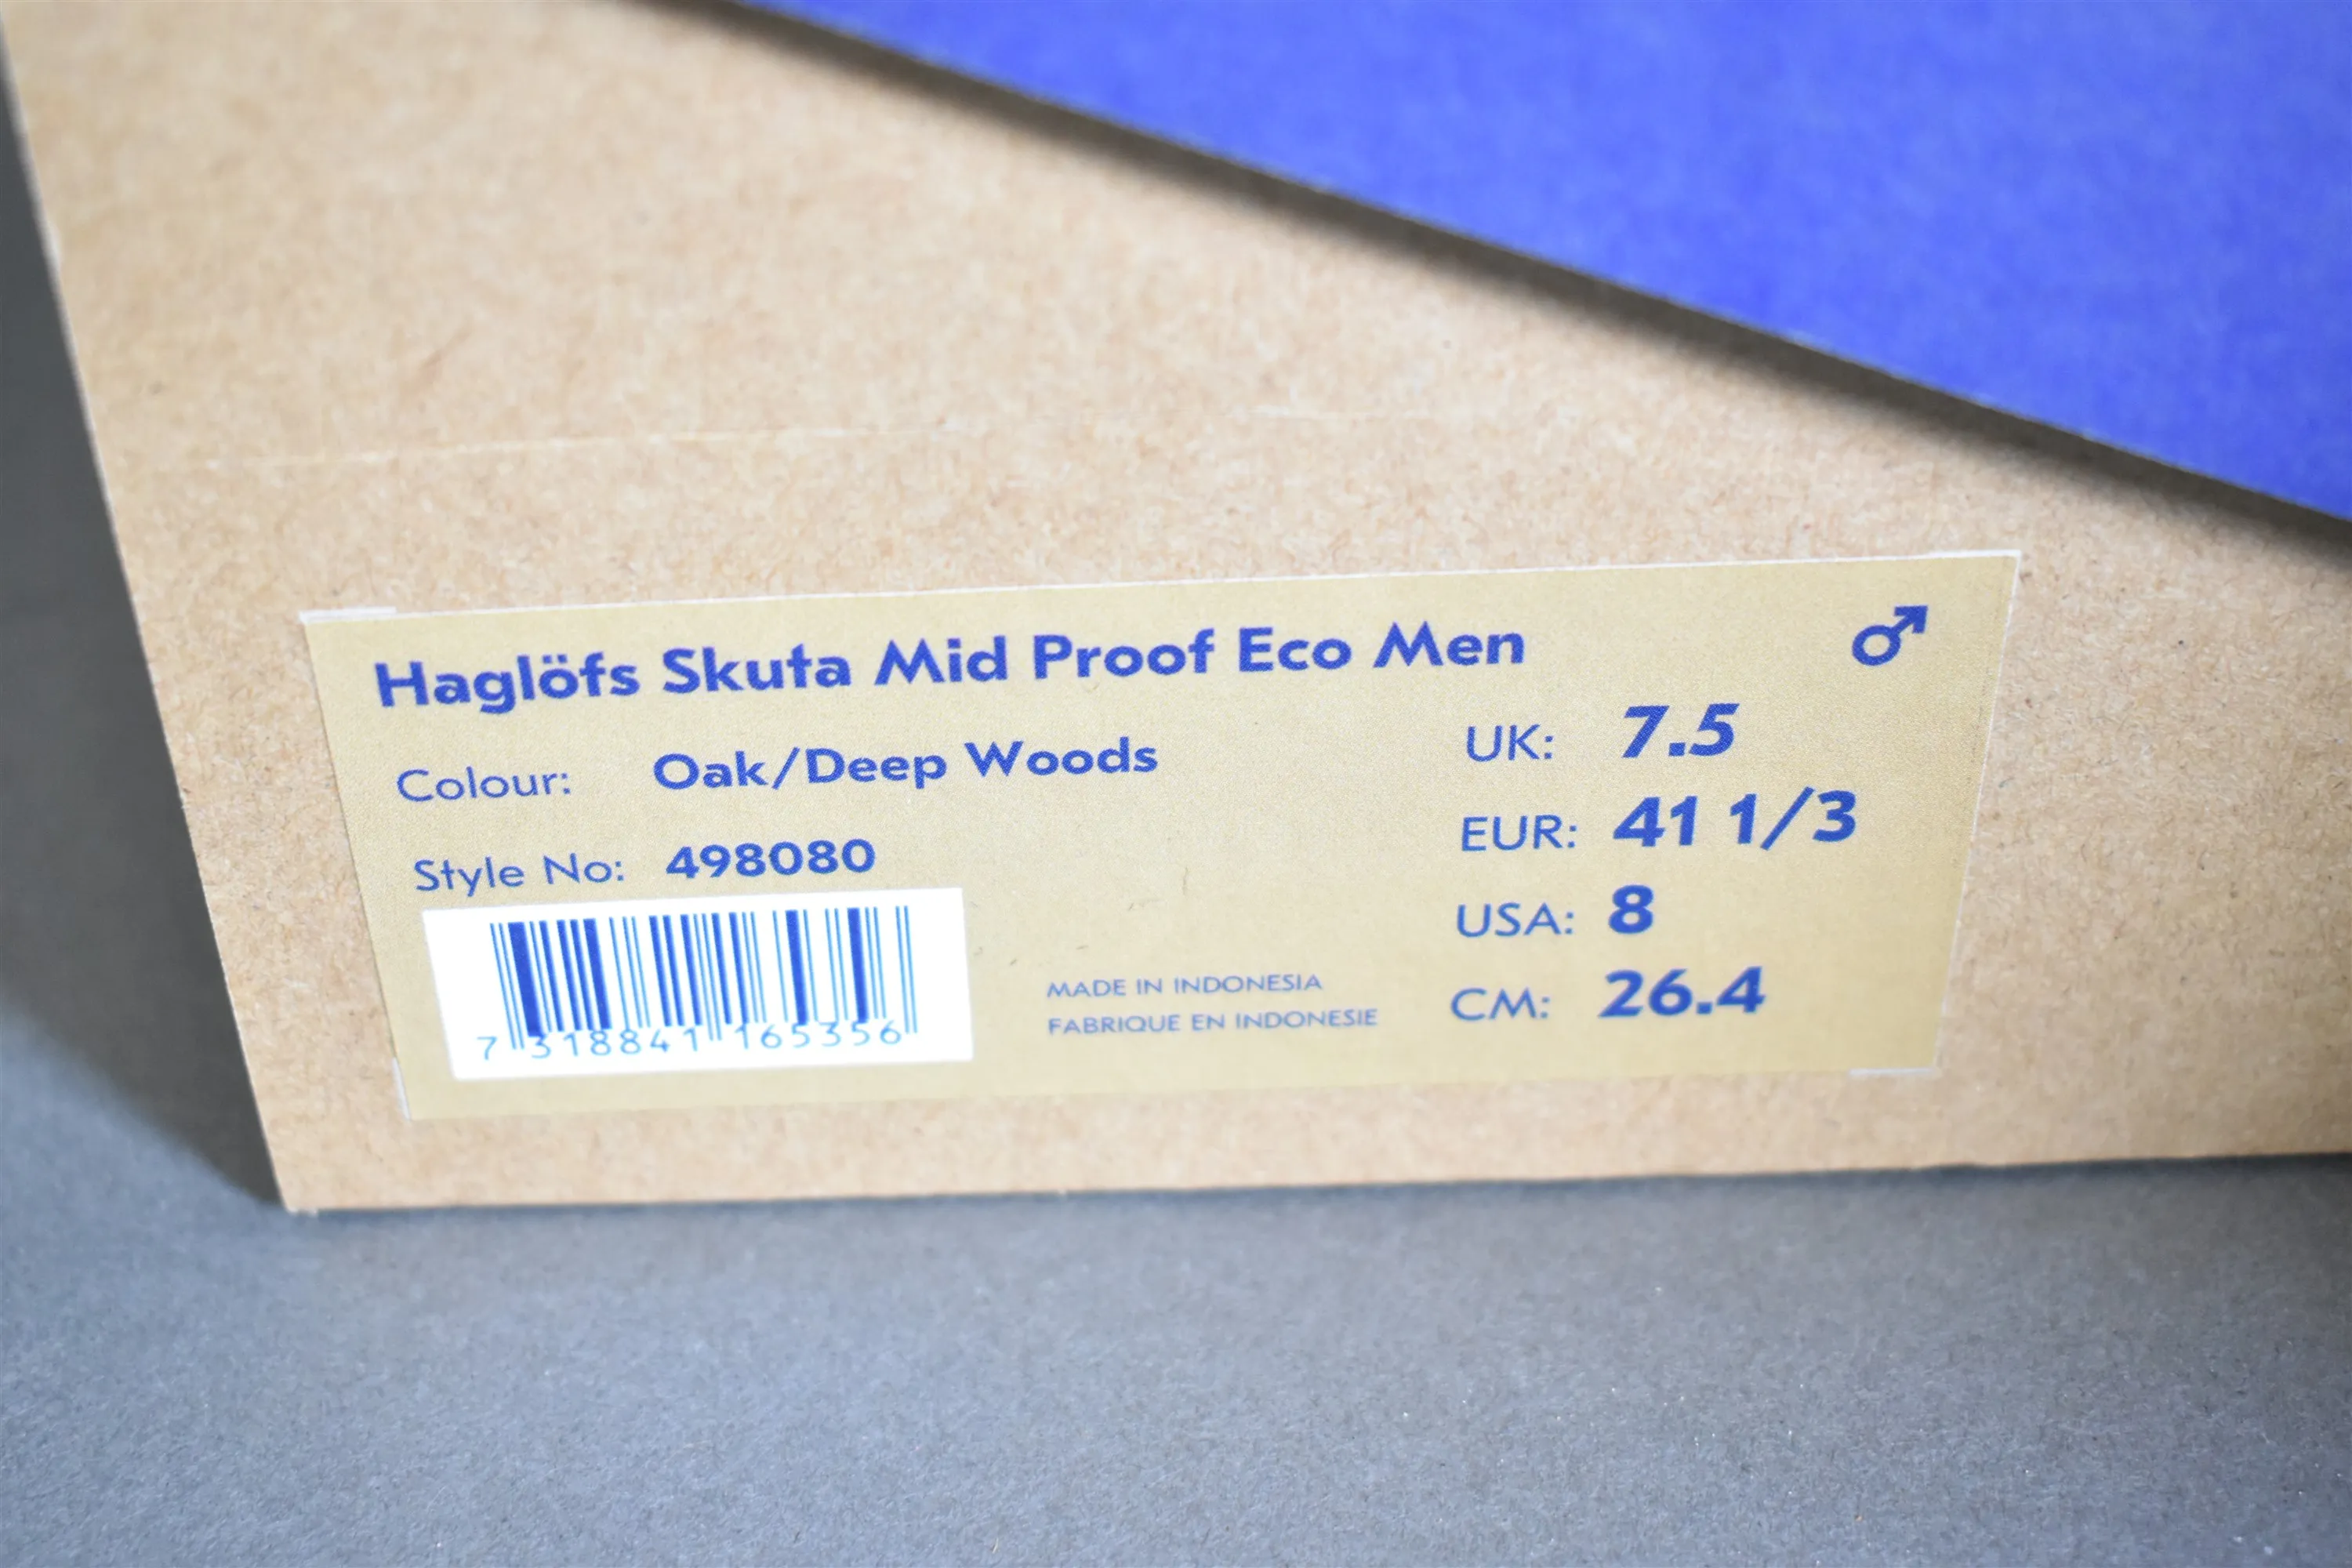 Haglöfs Skuta Mid Proof Eco Men ♂
Colour: Oak/Deep Woods
Style No: 498080
7 318841 165356
MADE IN INDONESIA
FABRIQUE EN INDONESIE
UK: 7.5
EUR: 41 1/3
USA: 8
CM: 26.4